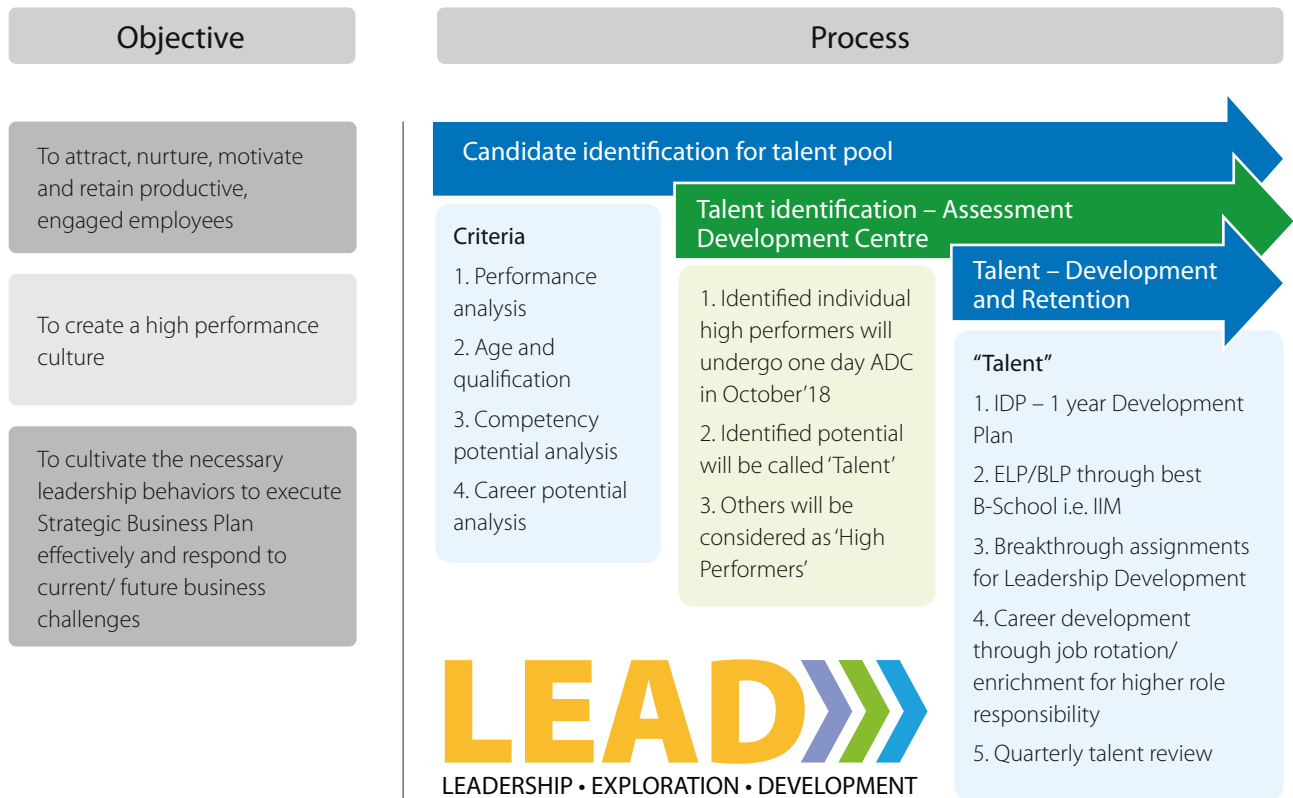 Objective
Process
To attract, nurture, motivate
and retain productive,
engaged employees
To create a high performance
culture
To cultivate the necessary
leadership behaviors to execute
Strategic Business Plan
effectively and respond to
current/ future business
challenges
Candidate identification for talent pool
Criteria
1. Performance
analysis
2. Age and
qualification
3. Competency
potential analysis
4. Career potential
analysis
Talent identification – Assessment
Development Centre
1. Identified individual
high performers will
undergo one day ADC
in October’18
2. Identified potential
will be called ‘Talent’
3. Others will be
considered as ‘High
Performers’
Talent – Development
and Retention
“Talent”
1. IDP – 1 year Development
Plan
2. ELP/BLP through best
B-School i.e. IIM
3. Breakthrough assignments
for Leadership Development
4. Career development
through job rotation/
enrichment for higher role
responsibility
5. Quarterly talent review
LEAD
LEADERSHIP • EXPLORATION • DEVELOPMENT